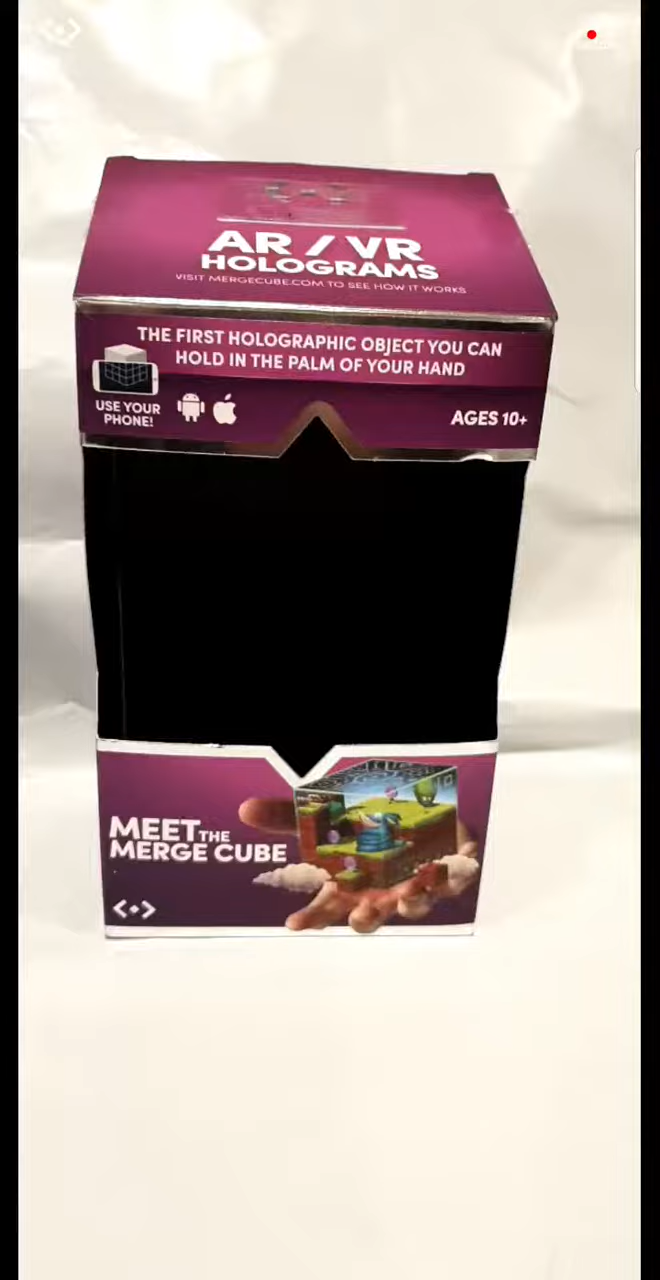 AR / VR
HOLOGRAMS
VISIT MERGECUBE.COM TO SEE HOW IT WORKS
THE FIRST HOLOGRAPHIC OBJECT YOU CAN
HOLD IN THE PALM OF YOUR HAND
USE YOUR
PHONE!
AGES 10+
MEET THE
MERGE CUBE